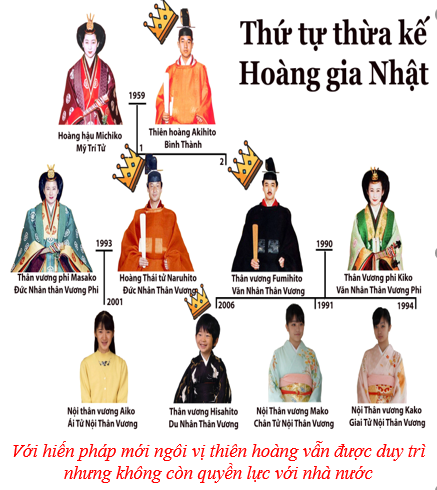 Thứ tự thừa kế
Hoàng gia Nhật
1959
Hoàng hậu Michiko
Mỹ Trí Tử
Thiên hoàng Akihito
Bình Thành
1
2
Thân vương phi Masako
Đức Nhân thân Vương Phi
1993
Hoàng Thái tử Naruhito
Đức Nhân Thân Vương
Thân vương Fumihito
Văn Nhân Thân Vương
1990
Thân Vương phi Kiko
Văn Nhân Thân Vương Phi
2001
2006
1991
1994
Nội thân vương Aiko
Ái Tử Nội Thân Vương
Thân vương Hisahito
Du Nhân Thân Vương
Nội Thân vương Mako
Chân Tử Nội Thân Vương
Nội Thân vương Kako
Giai Tử Nội Thân Vương
Với hiến pháp mới ngôi vị thiên hoàng vẫn được duy trì
nhưng không còn quyền lực với nhà nước